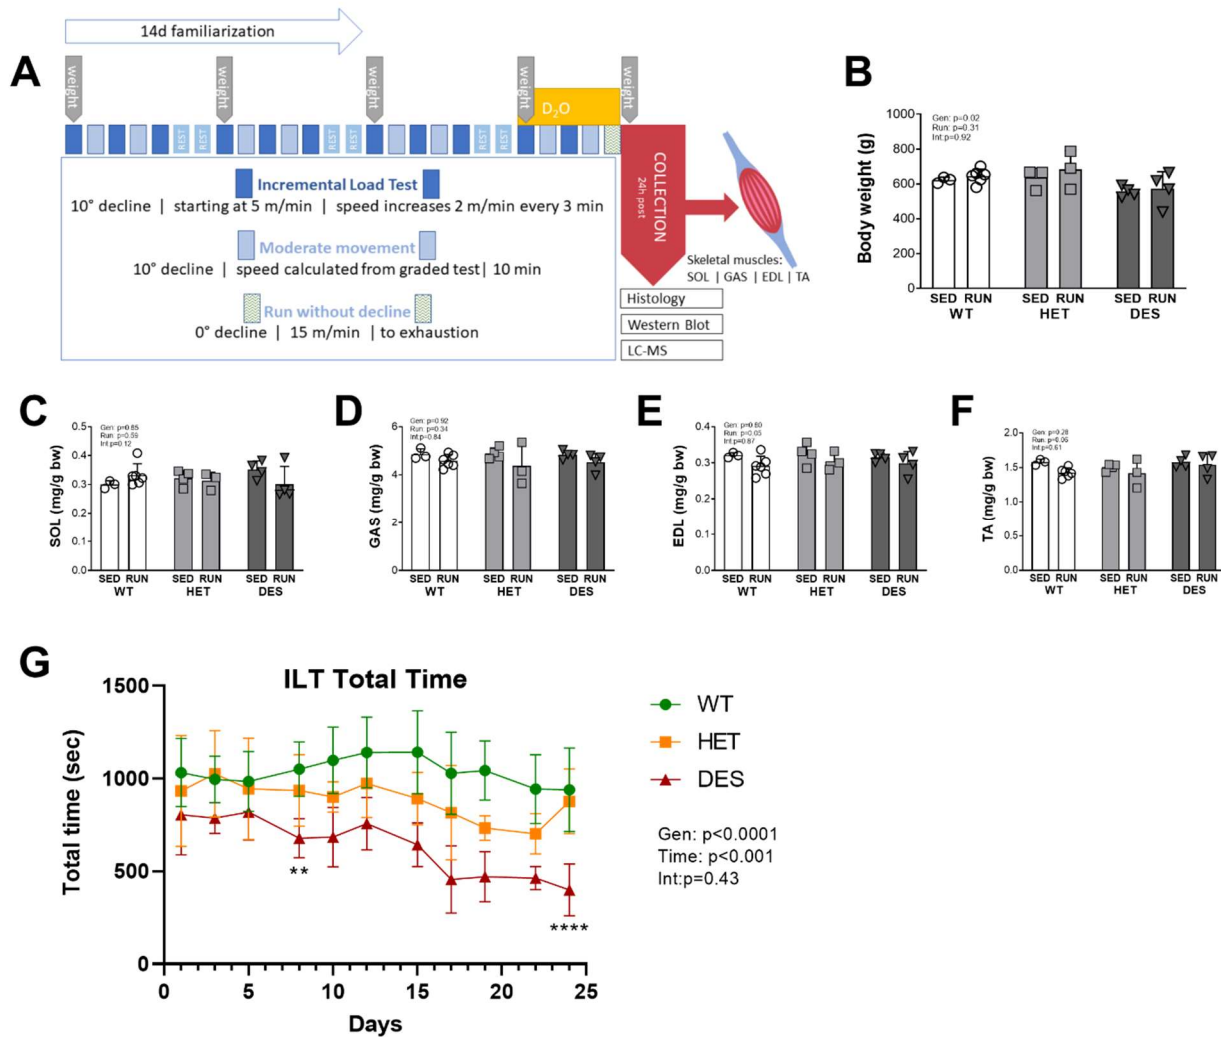 14d familiarization
A
weight
weight
weight
weight
weight
D₂O
REST
REST
REST
REST
REST
REST
Incremental Load Test
10° decline | starting at 5 m/min | speed increases 2 m/min every 3 min
Moderate movement
10° decline | speed calculated from graded test| 10 min
Run without decline
0° decline | 15 m/min | to exhaustion
COLLECTION
24h post
Skeletal muscles:
SOL | GAS | EDL | TA
Histology
Western Blot
LC-MS
B
Gen: p=0.02
Run: p=0.31
Int:p=0.92
Body weight (g)
1000
800
600
400
200
0
SED RUN SED RUN SED RUN
WT HET DES
C
Gen: p=0.85
Run: p=0.59
Int:p=0.12
SOL (mg/g bw)
0.5
0.4
0.3
0.2
0.1
0.0
SED RUN SED RUN SED RUN
WT HET DES
D
Gen: p=0.92
Run: p=0.34
Int:p=0.84
GAS (mg/g bw)
6
4
2
0
SED RUN SED RUN SED RUN
WT HET DES
E
Run: p=0.05
Int:p=0.87
EDL (mg/g bw)
0.4
0.3
0.2
0.1
0.0
SED RUN SED RUN SED RUN
WT HET DES
F
Gen: p=0.28
Int:p=0.61
TA (mg/g bw)
2.0
1.5
1.0
0.5
0.0
SED RUN SED RUN SED RUN
WT HET DES
G
ILT Total Time
Total time (sec)
1500
1000
500
0
**
****
0 5 10 15 20 25
Days
WT
HET
DES
Gen: p<0.0001
Time: p<0.001
Int:p=0.43